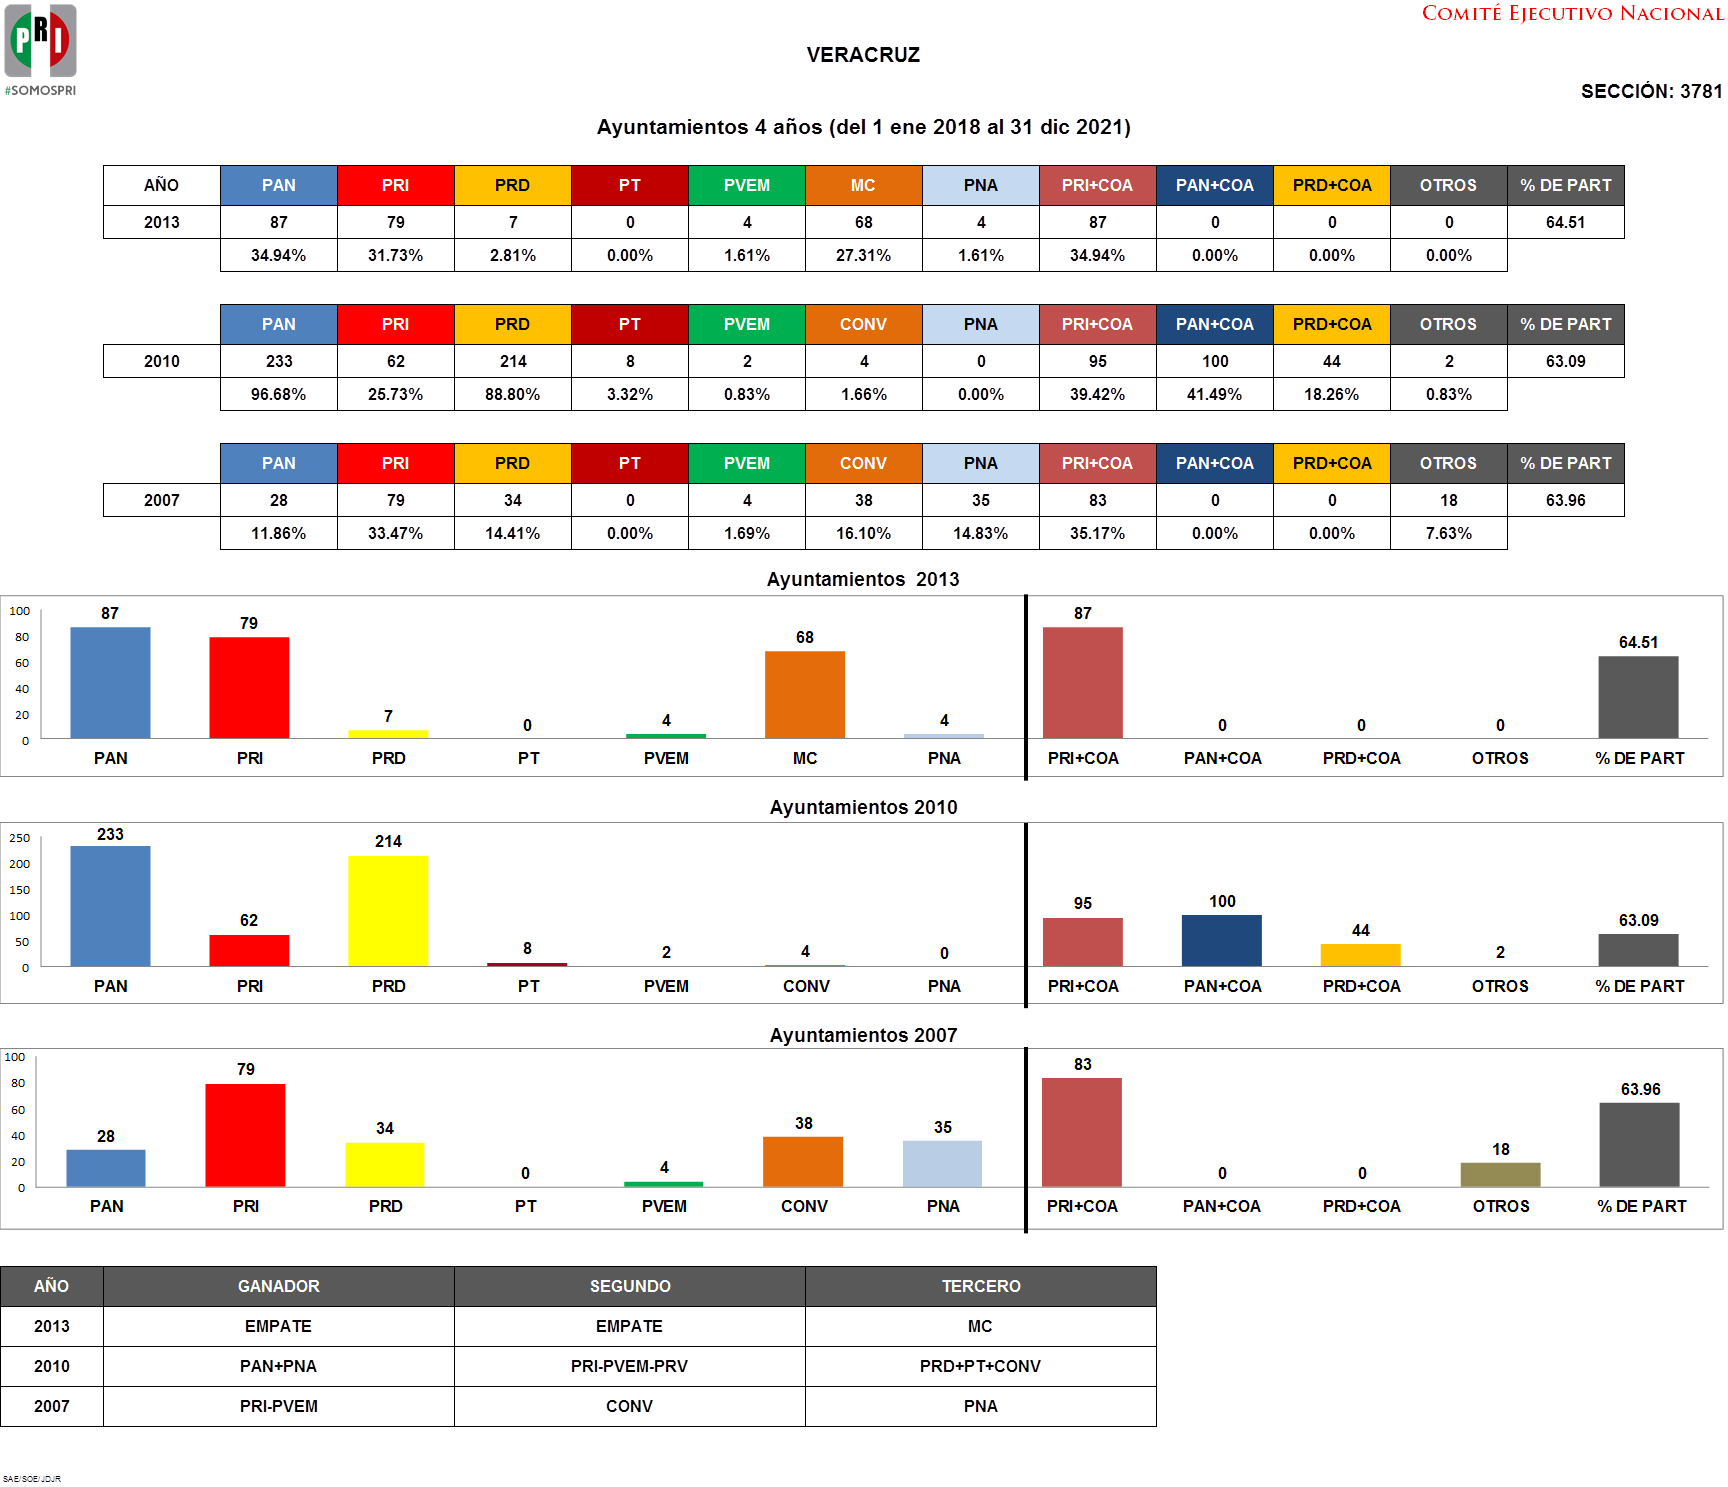 PRI
#SOMOSPRI
COMITÉ EJECUTIVO NACIONAL
VERACRUZ
SECCIÓN: 3781
Ayuntamientos 4 años (del 1 ene 2018 al 31 dic 2021)
AÑO PAN PRI PRD PT PVEM MC PNA PRI+COA PAN+COA PRD+COA OTROS % DE PART
2013 87 79 7 0 4 68 4 87 0 0 0 64.51
34.94% 31.73% 2.81% 0.00% 1.61% 27.31% 1.61% 34.94% 0.00% 0.00% 0.00%
PAN PRI PRD PT PVEM CONV PNA PRI+COA PAN+COA PRD+COA OTROS % DE PART
2010 233 62 214 8 2 4 0 95 100 44 2 63.09
96.68% 25.73% 88.80% 3.32% 0.83% 1.66% 0.00% 39.42% 41.49% 18.26% 0.83%
PAN PRI PRD PT PVEM CONV PNA PRI+COA PAN+COA PRD+COA OTROS % DE PART
2007 28 79 34 0 4 38 35 83 0 0 18 63.96
11.86% 33.47% 14.41% 0.00% 1.69% 16.10% 14.83% 35.17% 0.00% 0.00% 7.63%
Ayuntamientos 2013
100
80
60
40
20
0
87 79 7 0 4 68 4 87 0 0 0 64.51
PAN PRI PRD PT PVEM MC PNA PRI+COA PAN+COA PRD+COA OTROS % DE PART
Ayuntamientos 2010
250
200
150
100
50
0
233 62 214 8 2 4 0 95 100 44 2 63.09
PAN PRI PRD PT PVEM CONV PNA PRI+COA PAN+COA PRD+COA OTROS % DE PART
Ayuntamientos 2007
100
80
60
40
20
0
28 79 34 0 4 38 35 83 0 0 18 63.96
PAN PRI PRD PT PVEM CONV PNA PRI+COA PAN+COA PRD+COA OTROS % DE PART
AÑO GANADOR SEGUNDO TERCERO
2013 EMPATE EMPATE MC
2010 PAN+PNA PRI-PVEM-PRV PRD+PT+CONV
2007 PRI-PVEM CONV PNA
SAE/SOE/JDJR